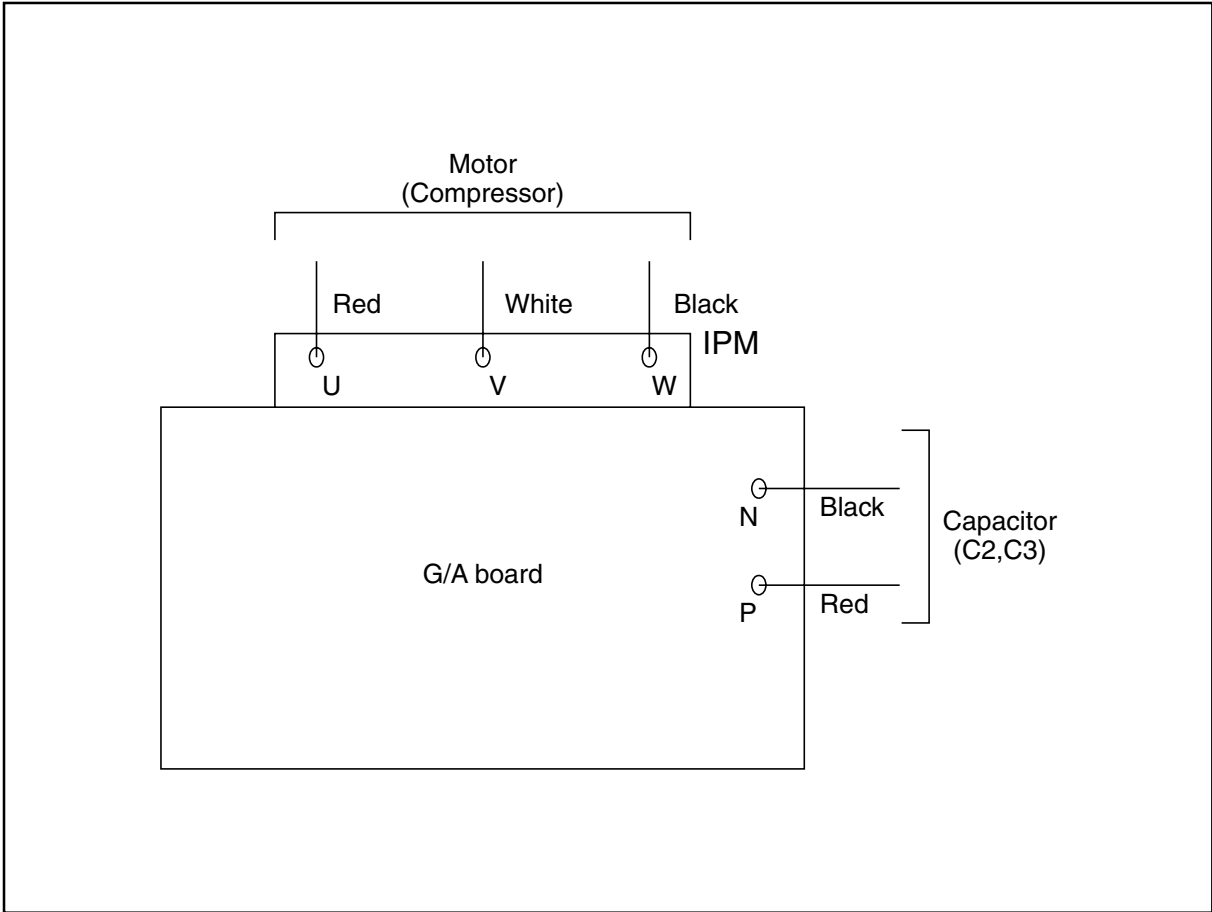 Motor
(Compressor)
Red
White
Black
IPM
U
V
W
N
Black
Capacitor
(C2,C3)
G/A board
P
Red